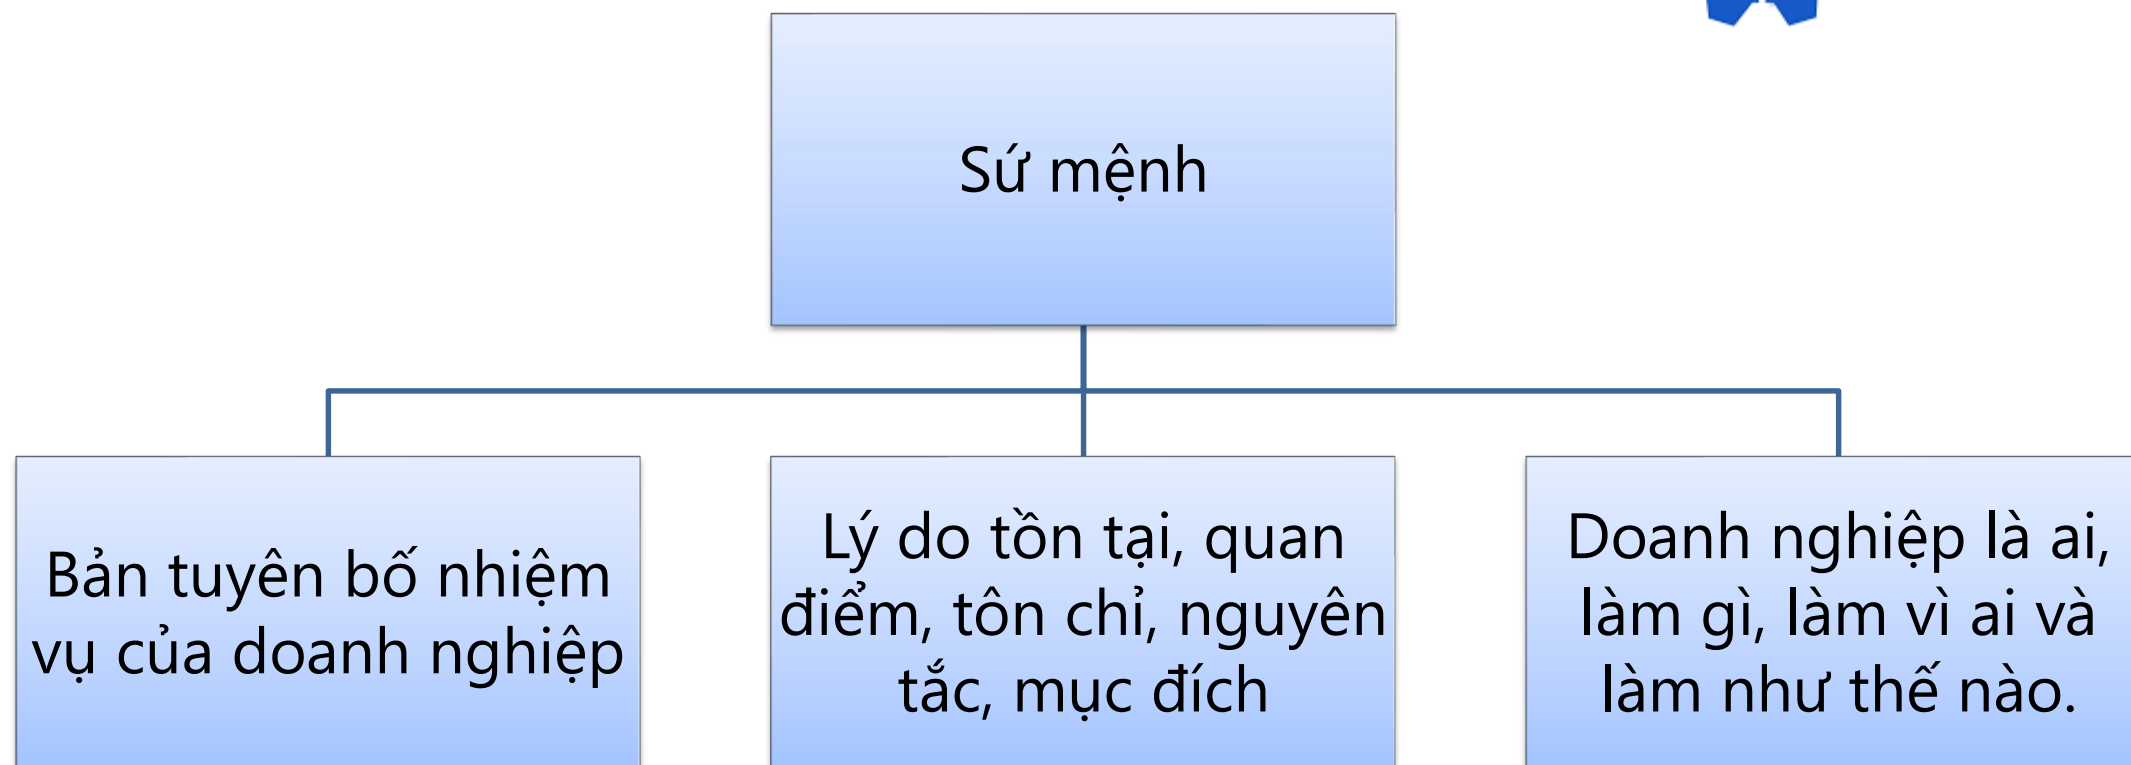 Sứ mệnh
Bản tuyên bố nhiệm
vụ của doanh nghiệp
Lý do tồn tại, quan
điểm, tôn chỉ, nguyên
tắc, mục đích
Doanh nghiệp là ai,
làm gì, làm vì ai và
làm như thế nào.